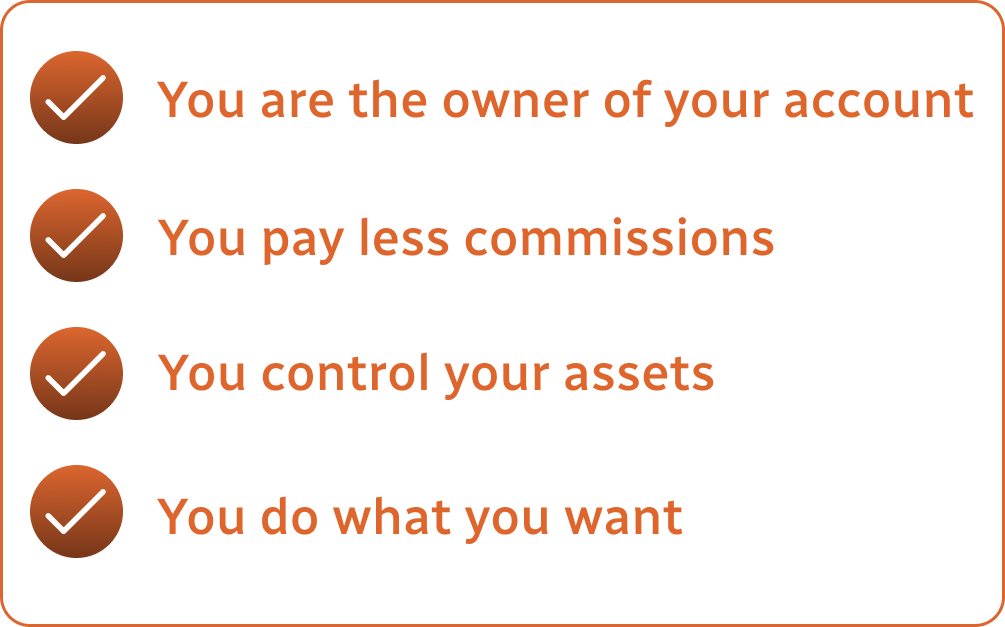 You are the owner of your account
You pay less commissions
You control your assets
You do what you want